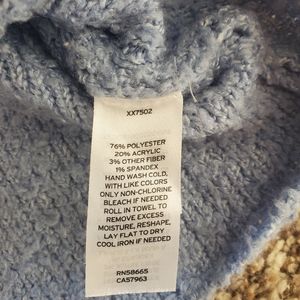 XX7502
76% POLYESTER
20% ACRYLIC
3% OTHER FIBER
1% SPANDEX
HAND WASH COLD,
WITH LIKE COLORS
ONLY NON-CHLORINE
BLEACH IF NEEDED
ROLL IN TOWEL TO
REMOVE EXCESS
MOISTURE, RESHAPE,
LAY FLAT TO DRY
COOL IRON IF NEEDED
RN58665
CA57963